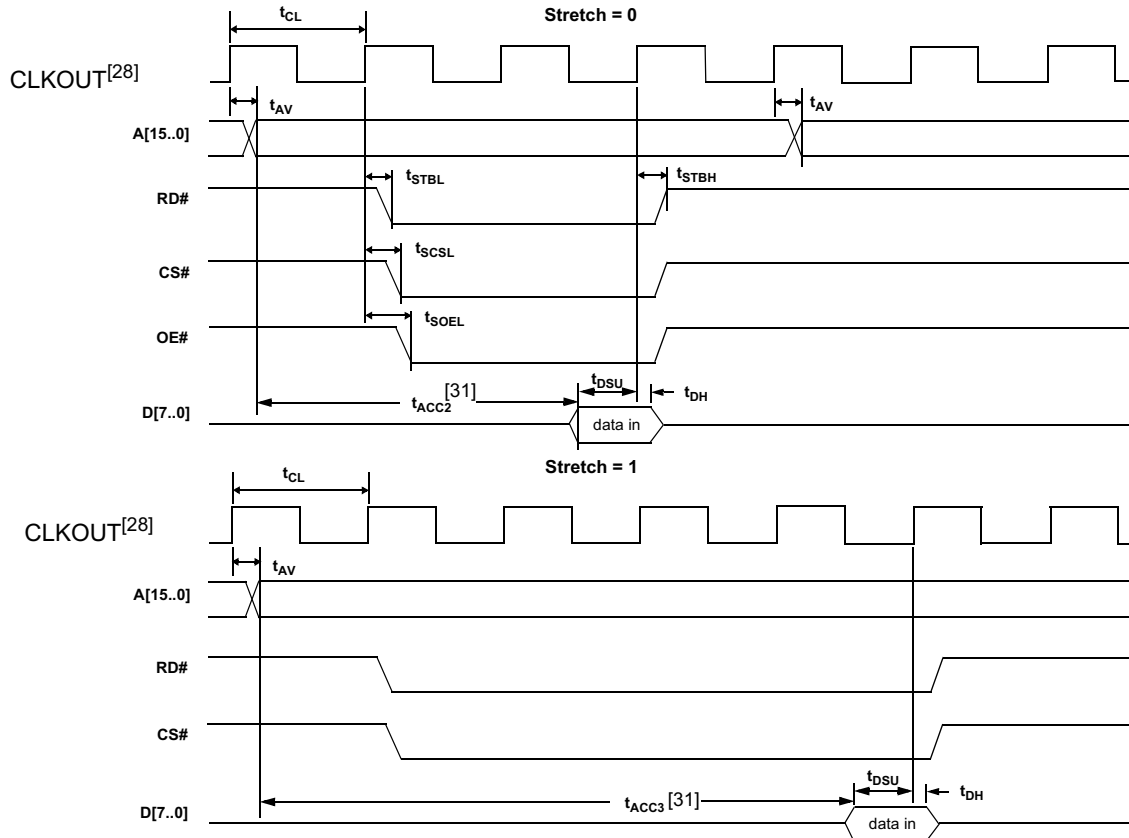 Stretch = 0
tCL
CLKOUT[28]
tAV
tAV
A[15..0]
tSTBL
tSTBH
RD#
tSCSL
CS#
tSOEL
OE#
tDSU
tACC2[31]
tDH
D[7..0]
data in
Stretch = 1
tCL
CLKOUT[28]
tAV
A[15..0]
RD#
CS#
tDSU
tACC3 [31]
tDH
D[7..0]
data in